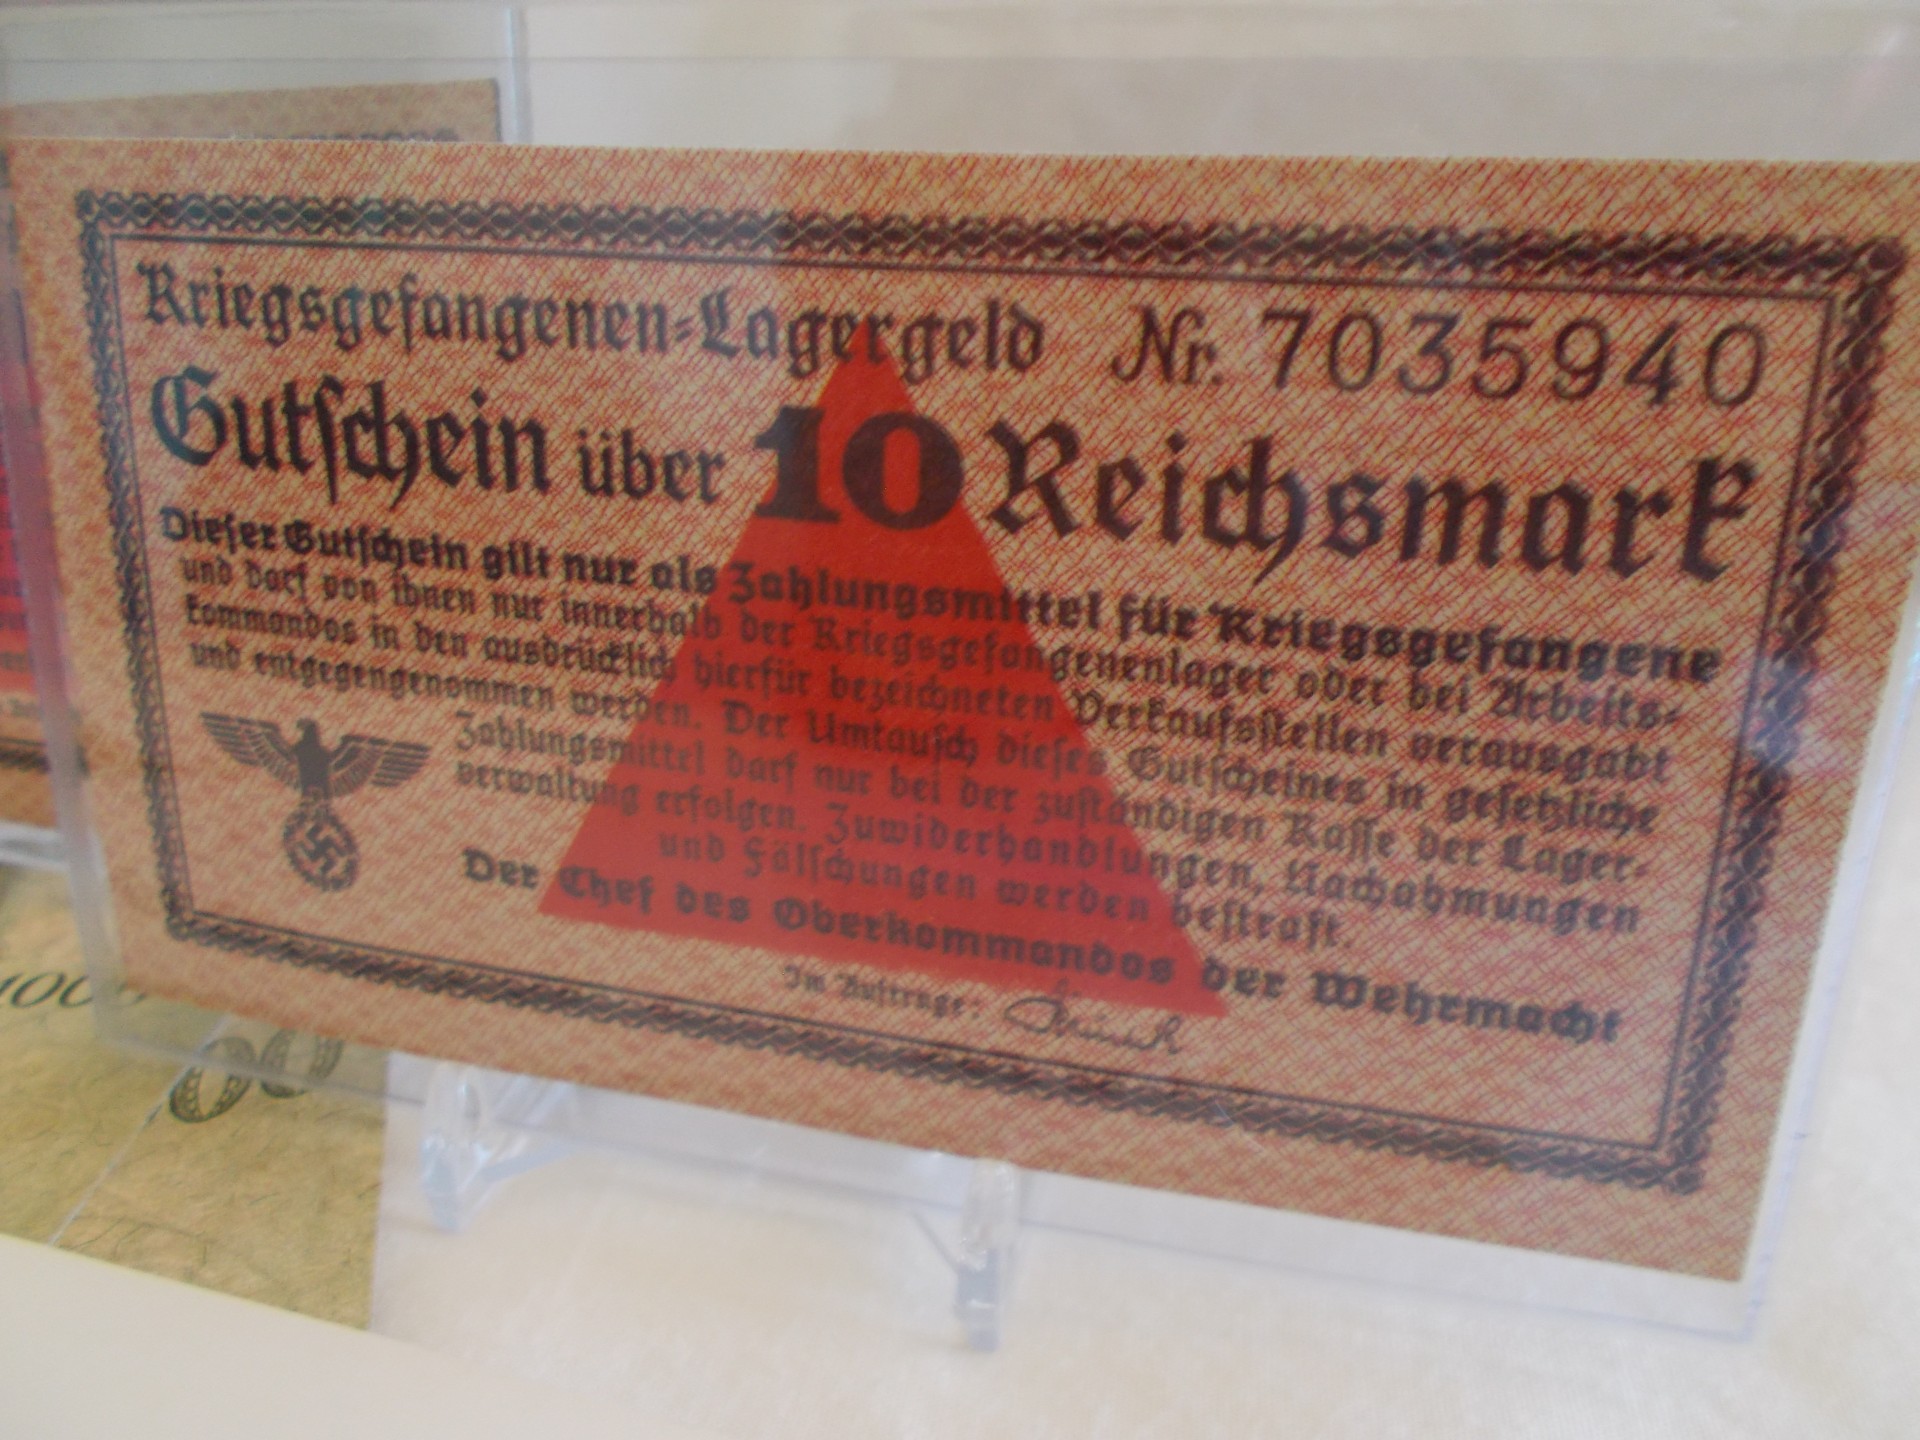 Kriegsgefangenen-Lagergeld Nr. 7035940
Gutschein über 10 Reichsmark
Dieser Gutschein gilt nur als Zahlungsmittel für Kriegsgefangene
und darf von ihnen nur innerhalb der Kriegsgefangenenlager oder bei Arbeits-
kommandos in den ausdrücklich hierfür bezeichneten Verkaufsstellen verausgabt
und entgegengenommen werden. Der Umtausch dieses Gutscheines in gesetzliche
Zahlungsmittel darf nur bei der zuständigen Kasse der Lager-
verwaltung erfolgen. Zuwiderhandlungen, Nachahmungen
und Fälschungen werden bestraft.
Der Chef des Oberkommandos der Wehrmacht
Im Auftrage: